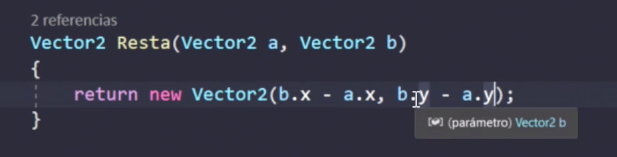 2 referencias
Vector2 Resta(Vector2 a, Vector2 b)
{
return new Vector2(b.x - a.x, b.y - a.y);
(parámetro) Vector2 b
}